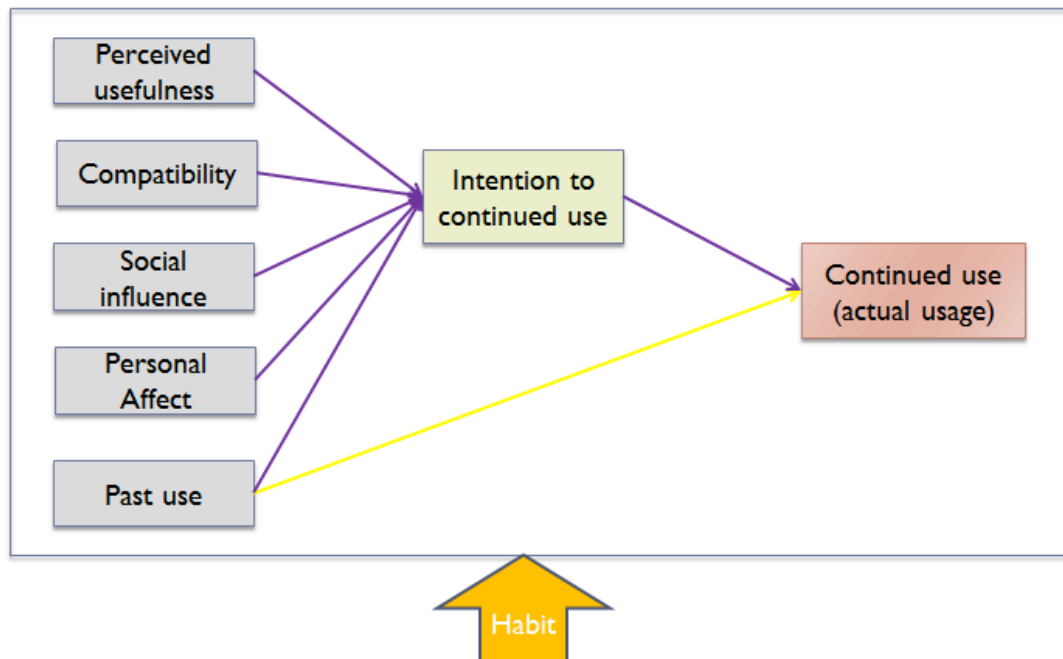 Perceived
usefulness
Compatibility
Social
influence
Personal
Affect
Past use
Intention to
continued use
Continued use
(actual usage)
Habit